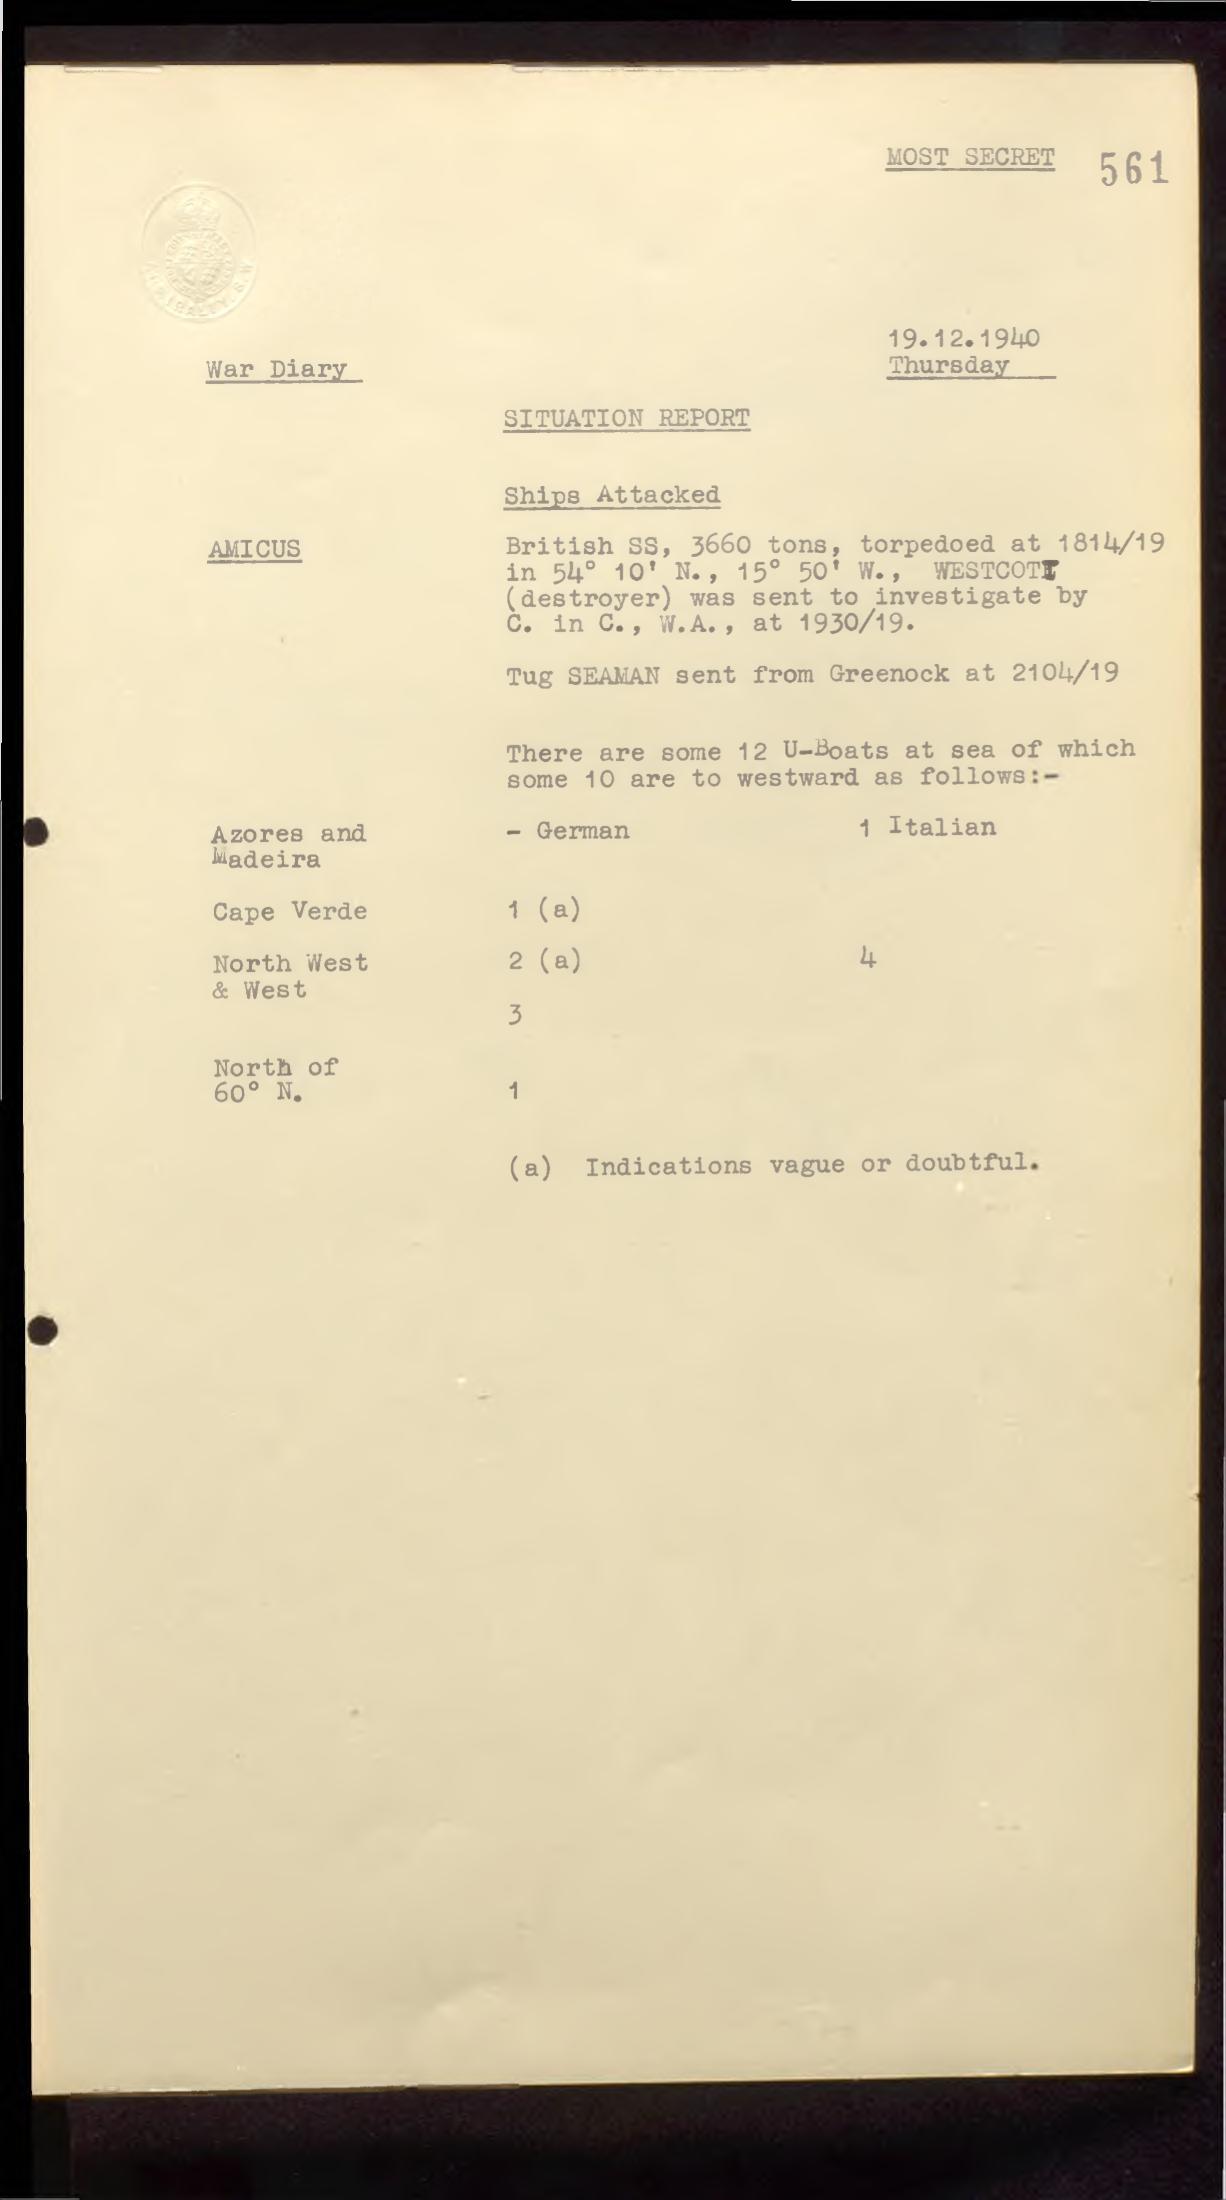 MOST SECRET 561
ADMIRALTY. S.W.
19.12.1940
War Diary Thursday
SITUATION REPORT
Ships Attacked
AMICUS British SS, 3660 tons, torpedoed at 1814/19
in 54° 10' N., 15° 50' W., WESTCOTT
(destroyer) was sent to investigate by
C. in C., W.A., at 1930/19.
Tug SEAMAN sent from Greenock at 2104/19
There are some 12 U-Boats at sea of which
some 10 are to westward as follows:-
Azores and - German 1 Italian
Madeira
Cape Verde 1 (a)
North West 2 (a) 4
& West
3
North of
60° N. 1
(a) Indications vague or doubtful.